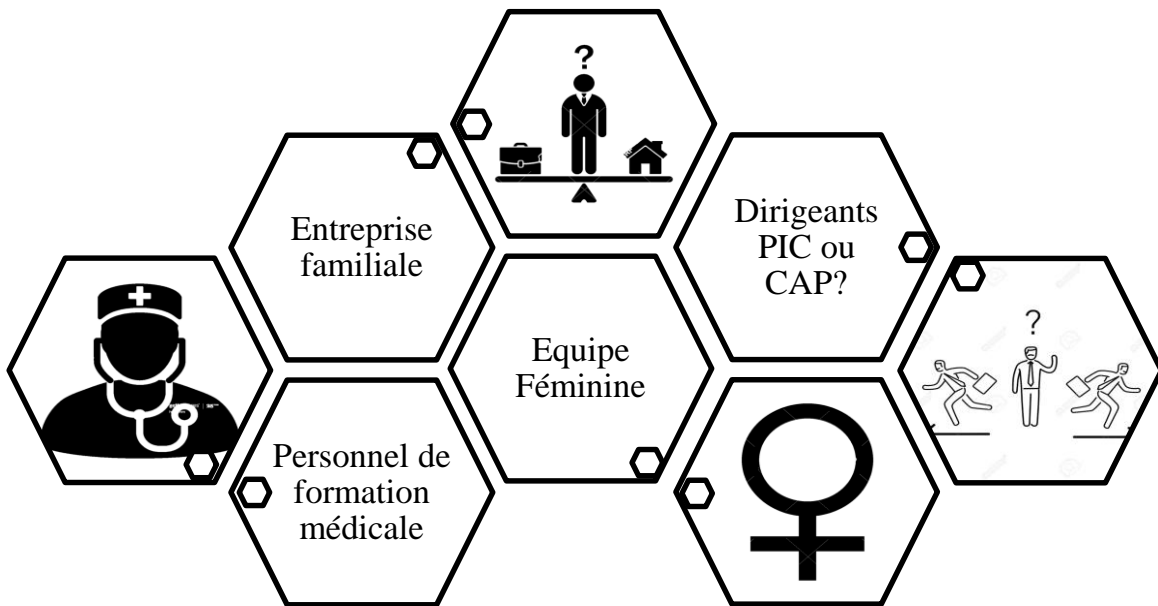 ?
Entreprise
familiale
Dirigeants
PIC ou
CAP?
?
Equipe
Féminine
Personnel de
formation
médicale